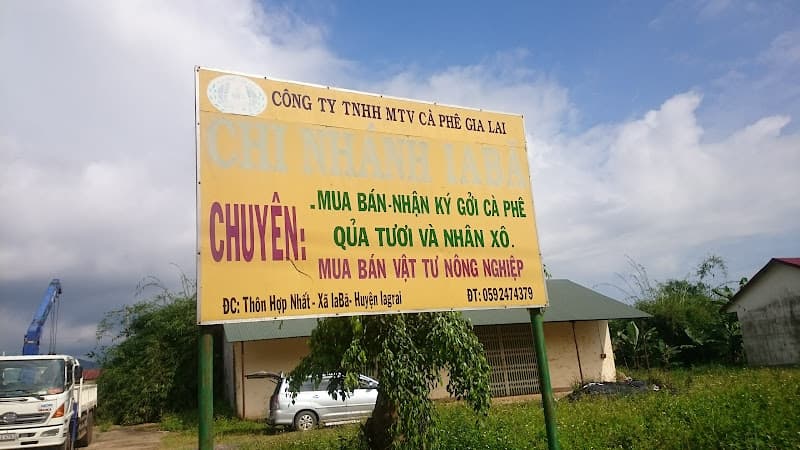 CÔNG TY TNHH MTV CÀ PHÊ GIA LAI
CHI NHÁNH IABĂ
CHUYÊN:
- MUA BÁN-NHẬN KÝ GỞI CÀ PHÊ
QỦA TƯƠI VÀ NHÂN XÔ.
MUA BÁN VẬT TƯ NÔNG NGHIỆP
ĐC: Thôn Hợp Nhất - Xã IaBă- Huyện Iagrai
ĐT: 0592474379